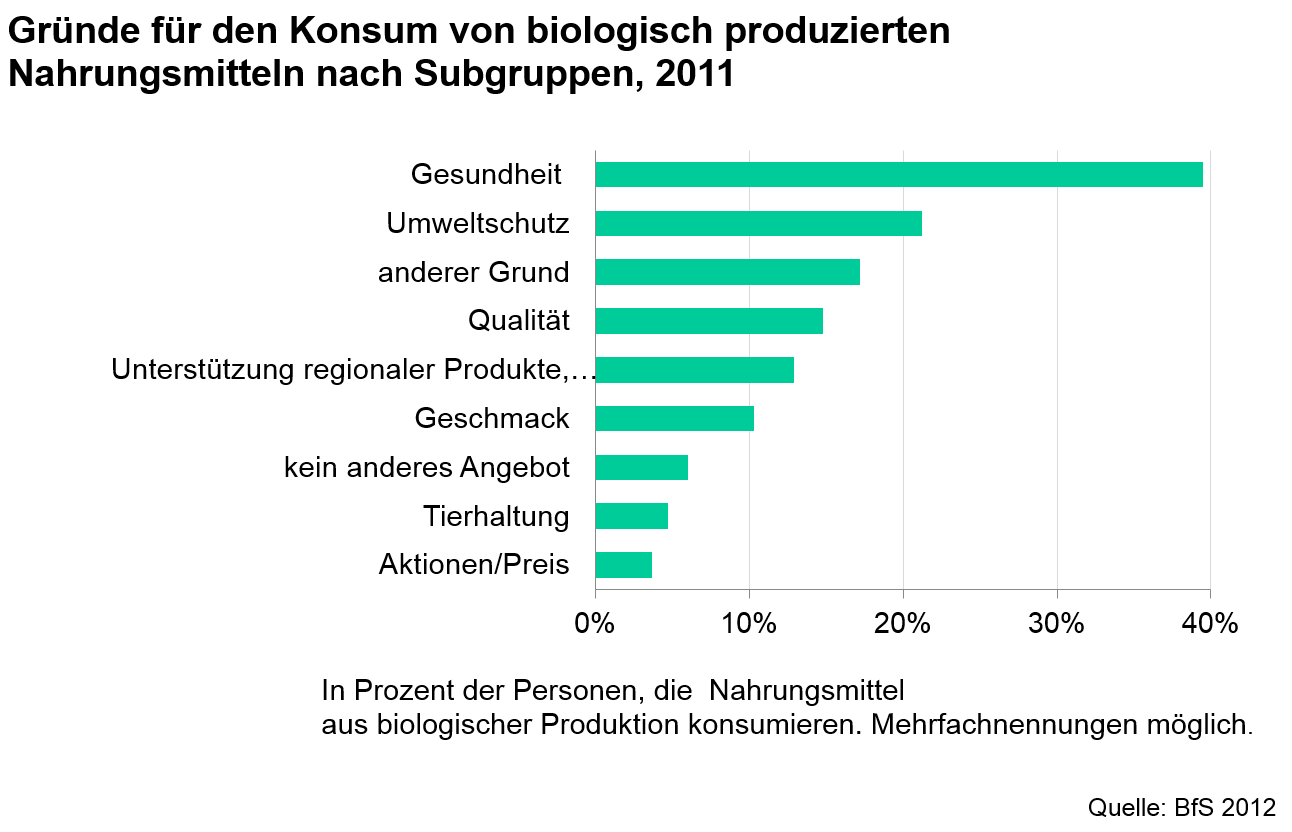 Gründe für den Konsum von biologisch produzierten
Nahrungsmitteln nach Subgruppen, 2011
Gesundheit
Umweltschutz
anderer Grund
Qualität
Unterstützung regionaler Produkte,…
Geschmack
kein anderes Angebot
Tierhaltung
Aktionen/Preis
0% 10% 20% 30% 40%
In Prozent der Personen, die  Nahrungsmittel
aus biologischer Produktion konsumieren. Mehrfachnennungen möglich.
Quelle: BfS 2012